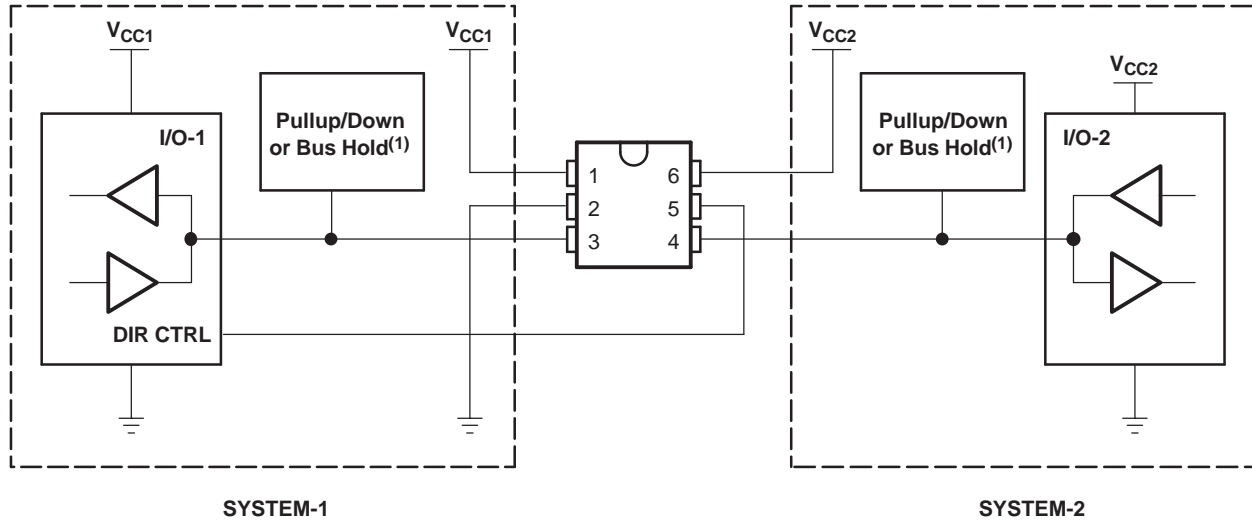 VCC1
VCC1
I/O-1
Pullup/Down
or Bus Hold(1)
DIR CTRL
1
2
3
6
5
4
VCC2
Pullup/Down
or Bus Hold(1)
VCC2
I/O-2
SYSTEM-1
SYSTEM-2